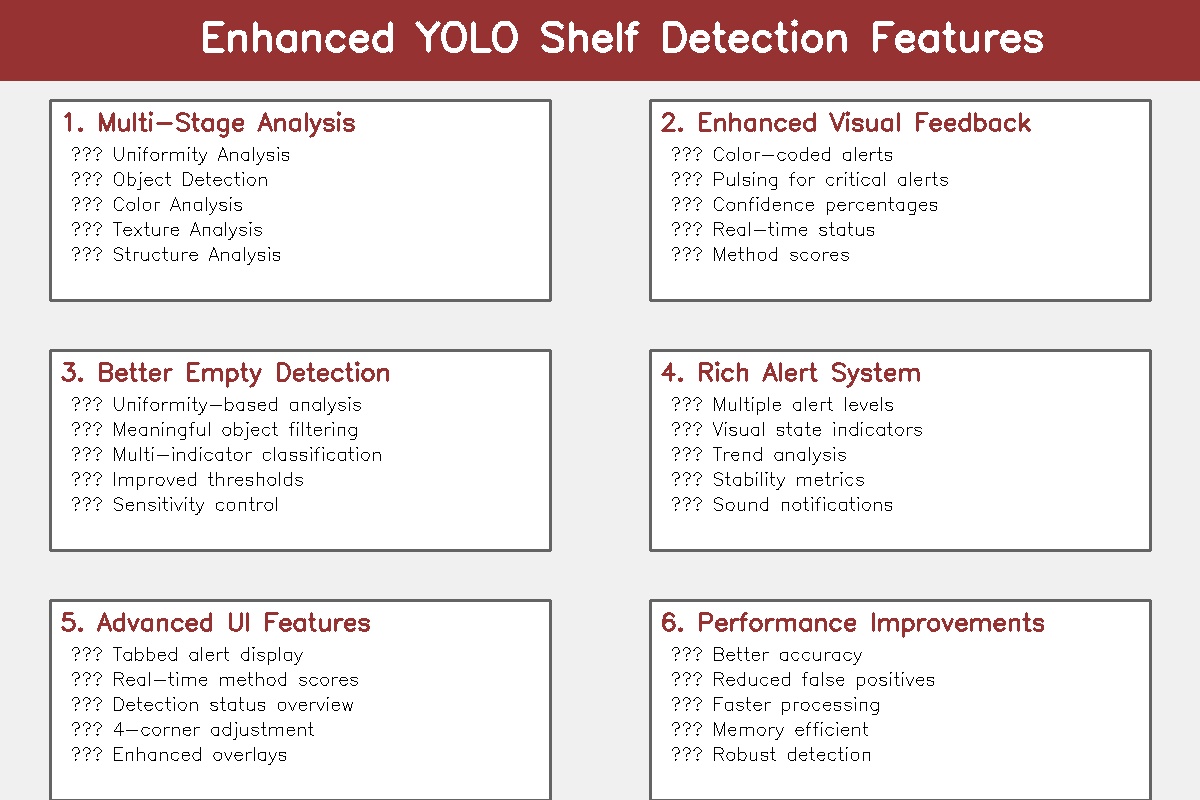 Enhanced YOLO Shelf Detection Features
1. Multi-Stage Analysis
??? Uniformity Analysis
??? Object Detection
??? Color Analysis
??? Texture Analysis
??? Structure Analysis
2. Enhanced Visual Feedback
??? Color-coded alerts
??? Pulsing for critical alerts
??? Confidence percentages
??? Real-time status
??? Method scores
3. Better Empty Detection
??? Uniformity-based analysis
??? Meaningful object filtering
??? Multi-indicator classification
??? Improved thresholds
??? Sensitivity control
4. Rich Alert System
??? Multiple alert levels
??? Visual state indicators
??? Trend analysis
??? Stability metrics
??? Sound notifications
5. Advanced UI Features
??? Tabbed alert display
??? Real-time method scores
??? Detection status overview
??? 4-corner adjustment
??? Enhanced overlays
6. Performance Improvements
??? Better accuracy
??? Reduced false positives
??? Faster processing
??? Memory efficient
??? Robust detection